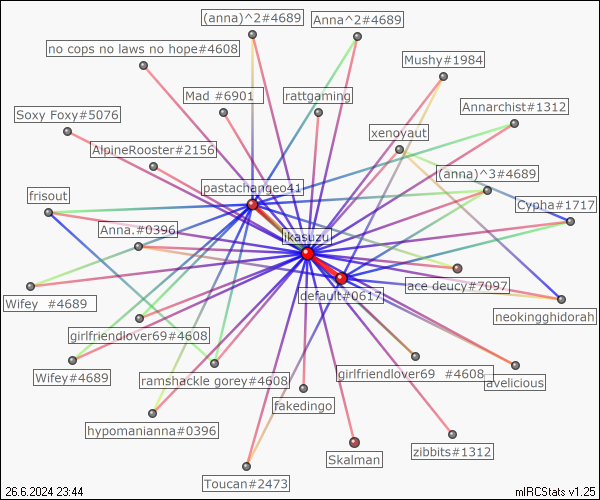 (anna)^2#4689
Anna^2#4689
no cops no laws no hope#4608
Mushy#1984
Mad #6901
rattgaming
Annarchist#1312
Soxy Foxy#5076
xenoyaut
AlpineRooster#2156
(anna)^3#4689
pastachangeo41
frisout
Cypha#1717
Anna.#0396
ikasuzu
ace deucy#7097
default#0617
Wifey #4689
neokingghidorah
girlfriendlover69#4608
Wifey#4689
ramshackle gorey#4608
girlfriendlover69 #4608
avelicious
fakedingo
hypomanianna#0396
zibbits#1312
Skalman
Toucan#2473
26.6.2024 23:44
mIRCStats v1.25